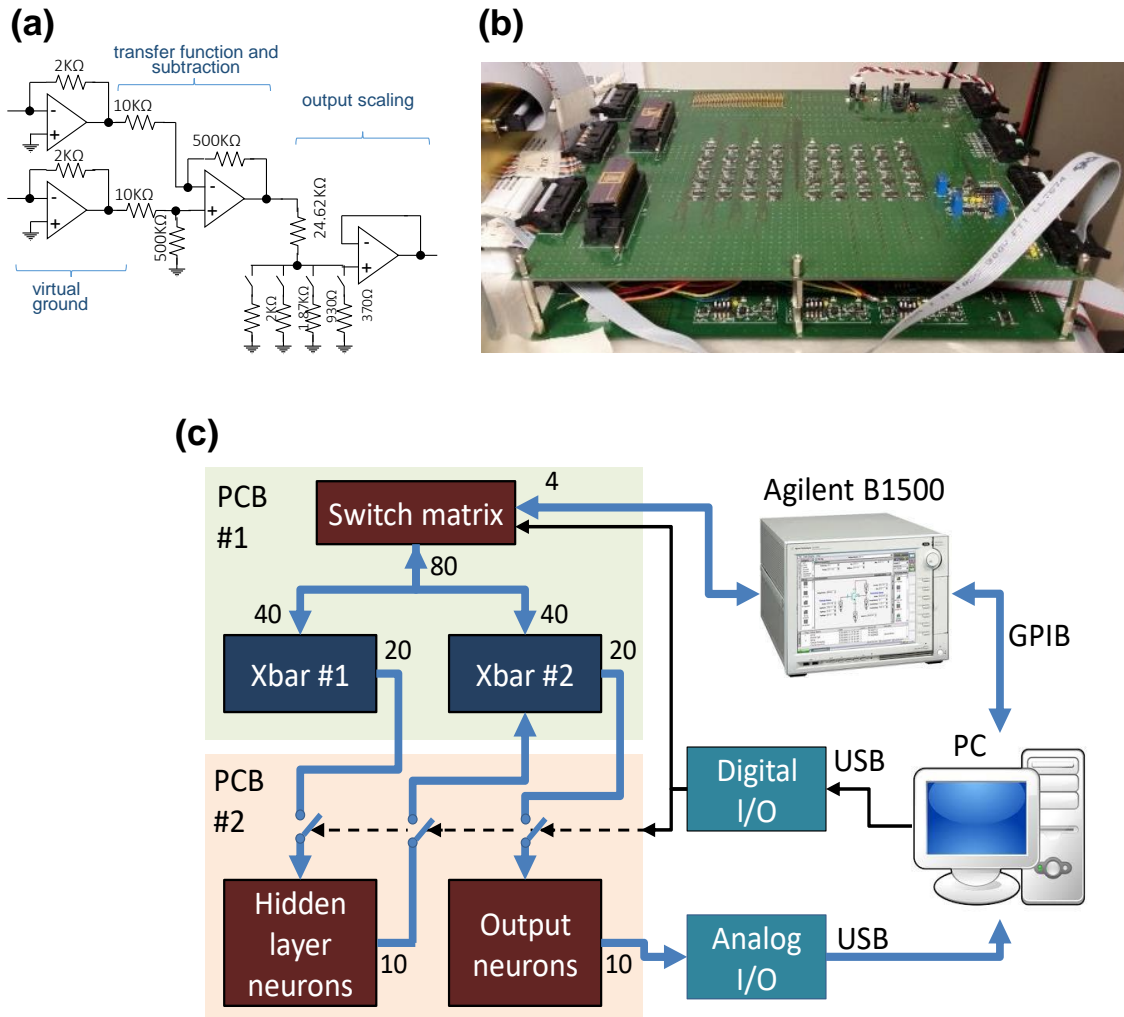 (a)
transfer function and
subtraction
2KΩ
10KΩ
output scaling
500KΩ
2KΩ
10KΩ
500KΩ
24.62KΩ
virtual
ground
2KΩ
1.87KΩ
930Ω
370Ω
(b)
(c)
PCB
#1
Switch matrix
4
Agilent B1500
80
40
40
Xbar #1
20
Xbar #2
20
GPIB
PCB
#2
Digital
I/O
USB
PC
Hidden
layer
neurons
10
Output
neurons
10
Analog
I/O
USB